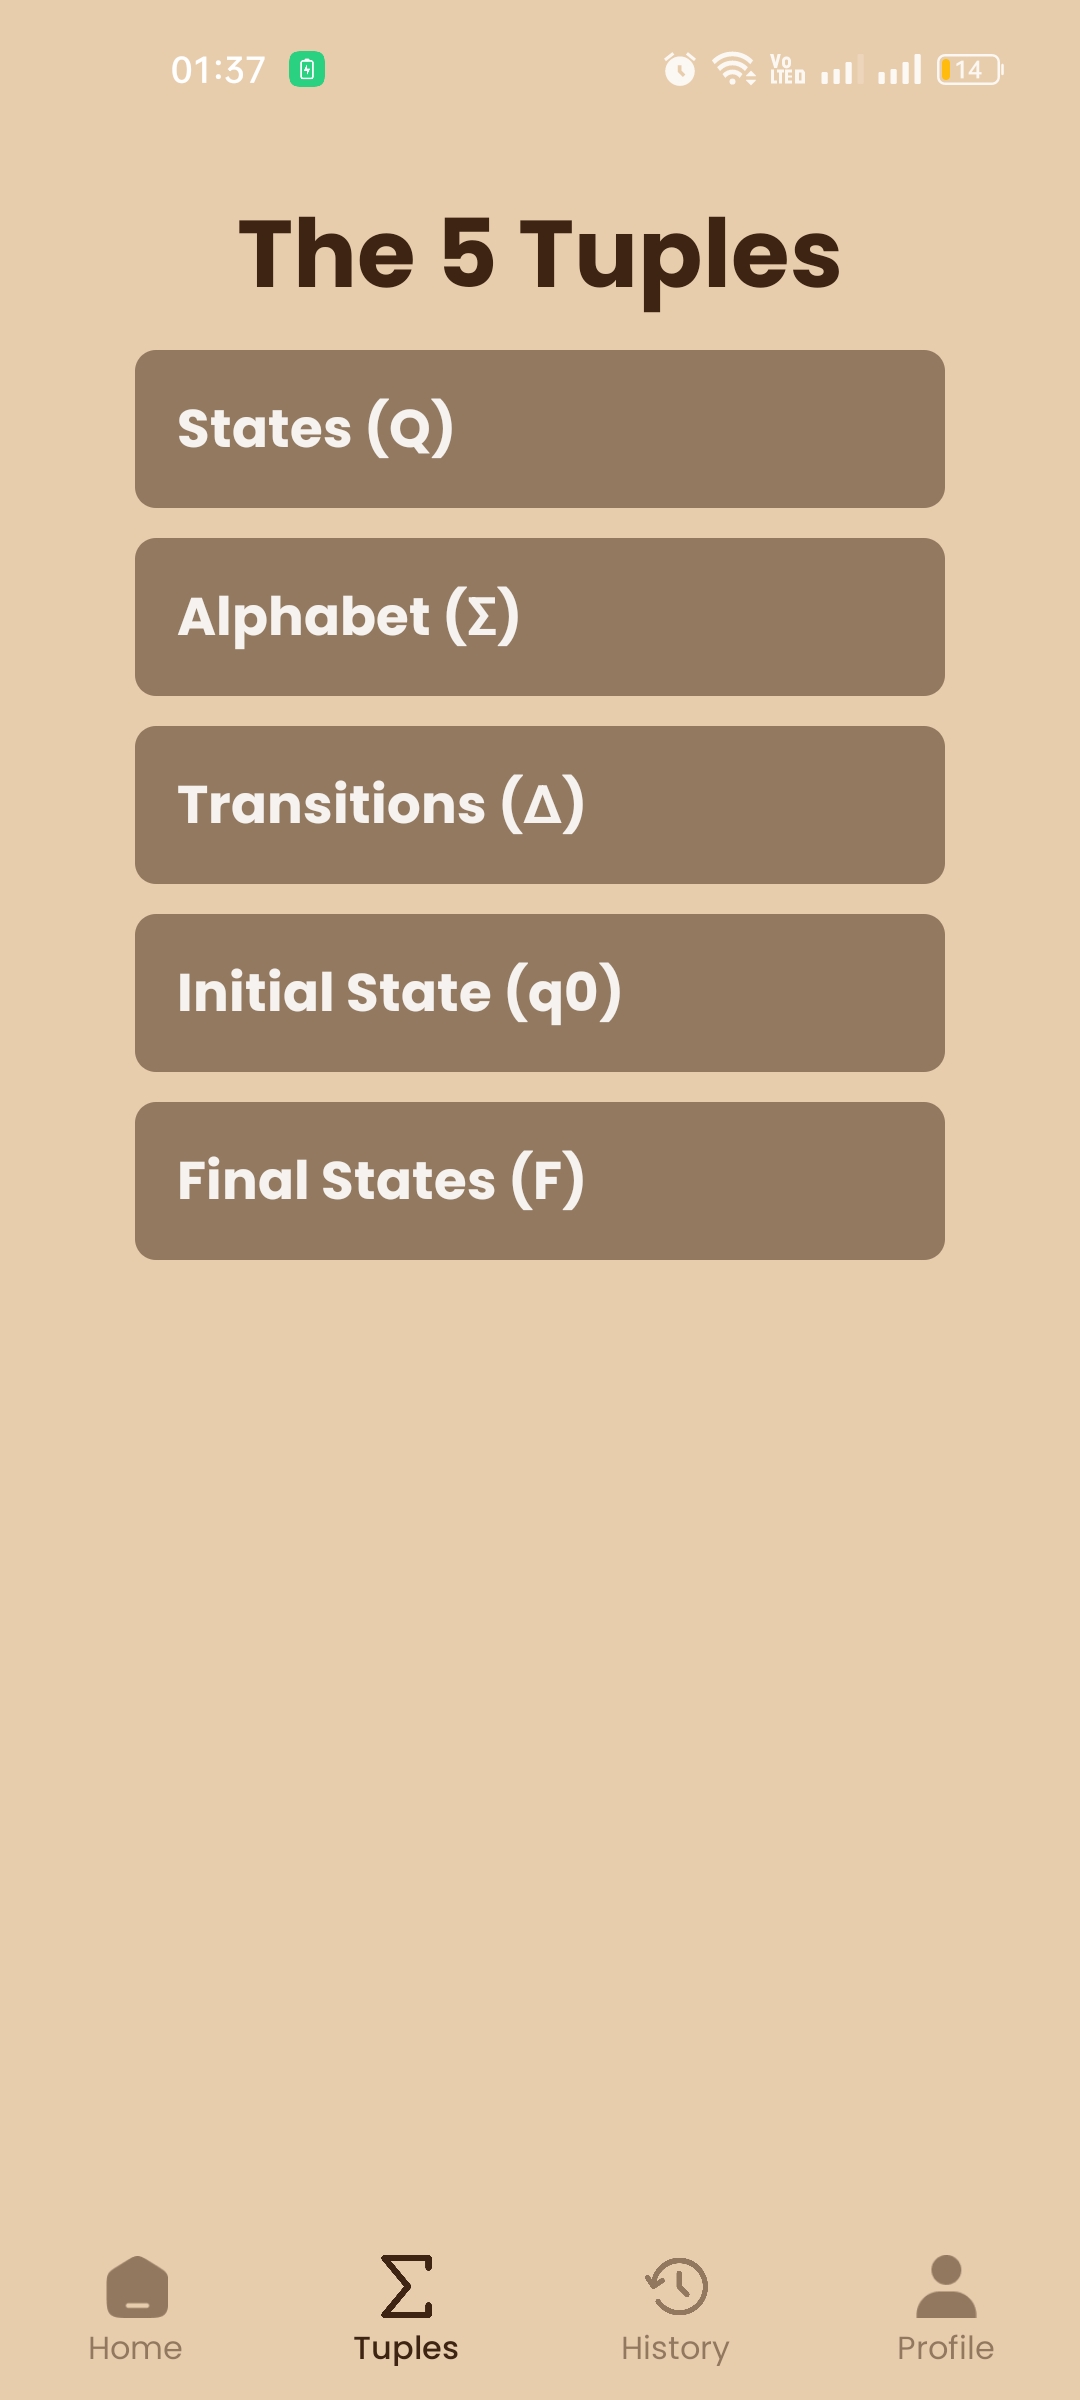 01:37
Vo
LTED
14
The 5 Tuples
States (Q)
Alphabet (Σ)
Transitions (Δ)
Initial State (q0)
Final States (F)
Home
Tuples
History
Profile